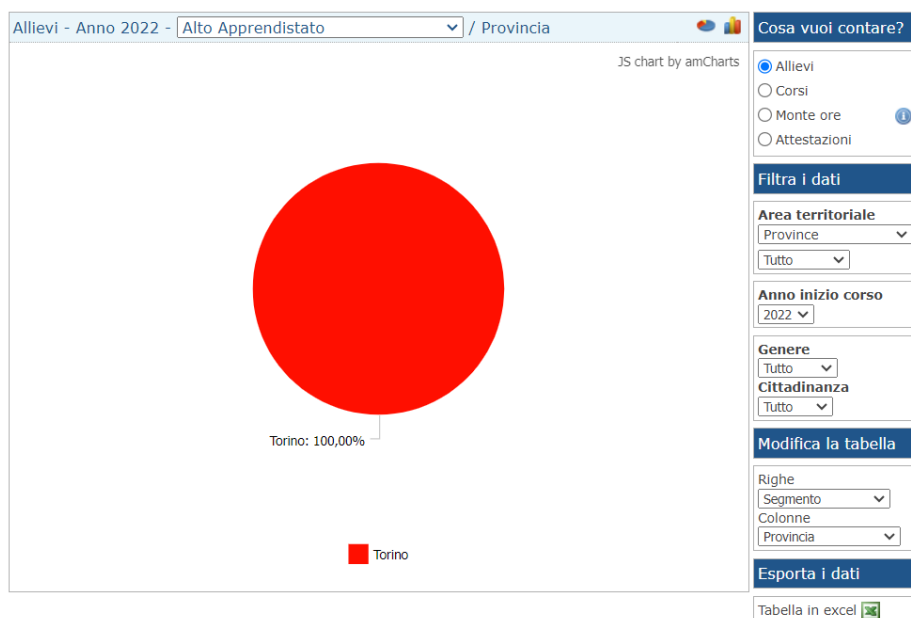 Allievi - Anno 2022 - Alto Apprendistato / Provincia
JS chart by amCharts
Torino: 100,00%
Torino
Cosa vuoi contare?
Allievi
Corsi
Monte ore
Attestazioni
Filtra i dati
Area territoriale
Province
Tutto
Anno inizio corso
2022
Genere
Tutto
Cittadinanza
Tutto
Modifica la tabella
Righe
Segmento
Colonne
Provincia
Esporta i dati
Tabella in excel